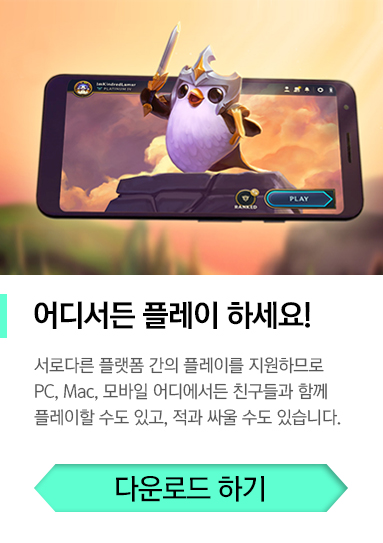 IamKindredLamar
PLATINUM IV
RANKED
PLAY
어디서든 플레이 하세요!
서로다른 플랫폼 간의 플레이를 지원하므로
PC, Mac, 모바일 어디에서든 친구들과 함께
플레이할 수도 있고, 적과 싸울 수도 있습니다.
다운로드 하기